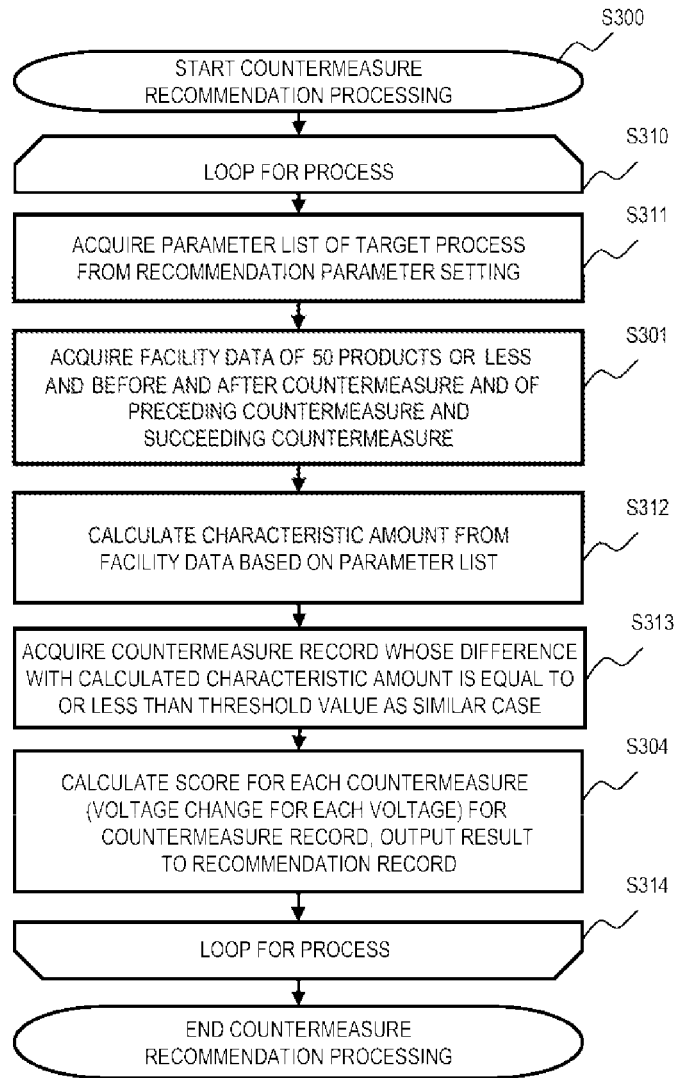 S300
START COUNTERMEASURE
RECOMMENDATION PROCESSING
S310
LOOP FOR PROCESS
S311
ACQUIRE PARAMETER LIST OF TARGET PROCESS
FROM RECOMMENDATION PARAMETER SETTING
S301
ACQUIRE FACILITY DATA OF 50 PRODUCTS OR LESS
AND BEFORE AND AFTER COUNTERMEASURE AND OF
PRECEDING COUNTERMEASURE AND
SUCCEEDING COUNTERMEASURE
S312
CALCULATE CHARACTERISTIC AMOUNT FROM
FACILITY DATA BASED ON PARAMETER LIST
S313
ACQUIRE COUNTERMEASURE RECORD WHOSE DIFFERENCE
WITH CALCULATED CHARACTERISTIC AMOUNT IS EQUAL TO
OR LESS THAN THRESHOLD VALUE AS SIMILAR CASE
S304
CALCULATE SCORE FOR EACH COUNTERMEASURE
(VOLTAGE CHANGE FOR EACH VOLTAGE) FOR
COUNTERMEASURE RECORD, OUTPUT RESULT
TO RECOMMENDATION RECORD
S314
LOOP FOR PROCESS
END COUNTERMEASURE
RECOMMENDATION PROCESSING